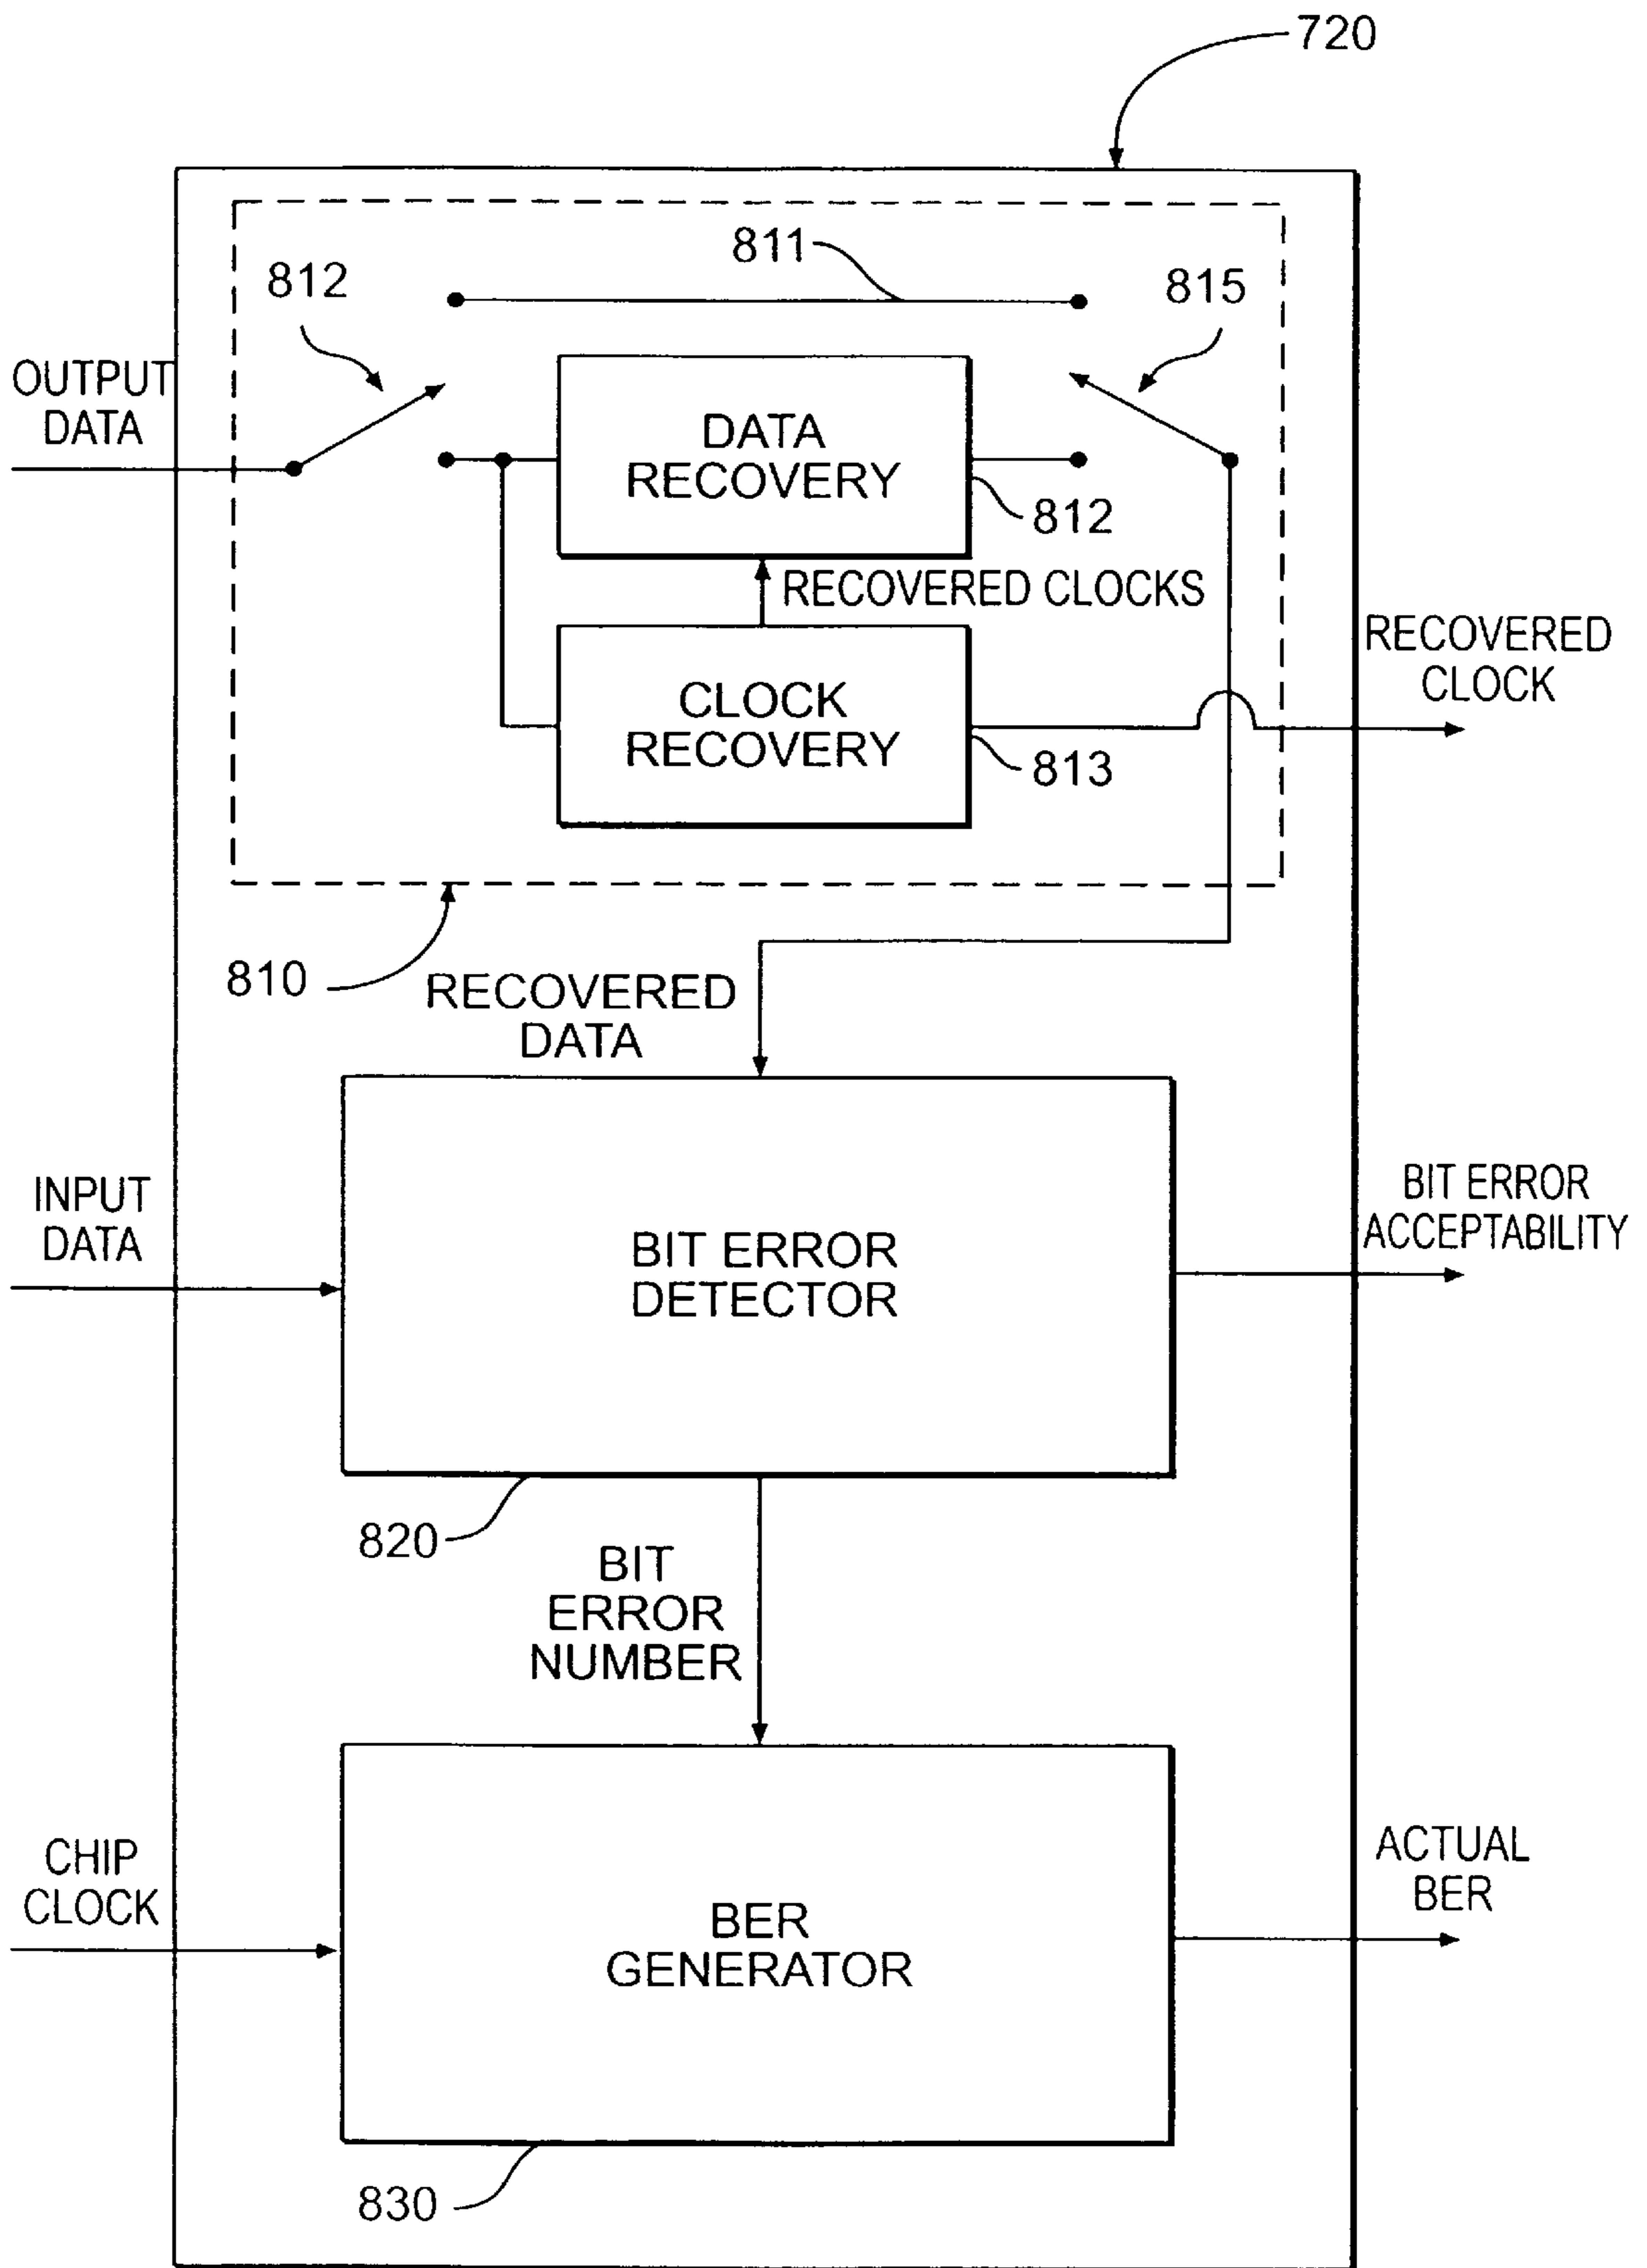 720
811
812
815
OUTPUT
DATA
DATA
RECOVERY
812
RECOVERED CLOCKS
RECOVERED
CLOCK
CLOCK
RECOVERY
813
810
RECOVERED
DATA
INPUT
DATA
BIT ERROR
DETECTOR
BIT ERROR
ACCEPTABILITY
820
BIT
ERROR
NUMBER
CHIP
CLOCK
BER
GENERATOR
ACTUAL
BER
830